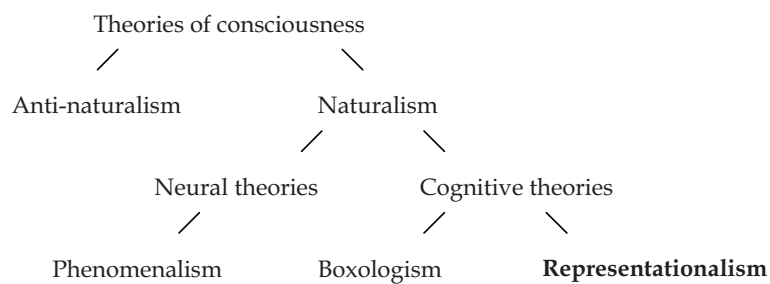 Theories of consciousness
Anti-naturalism Naturalism
Neural theories Cognitive theories
Phenomenalism Boxologism Representationalism